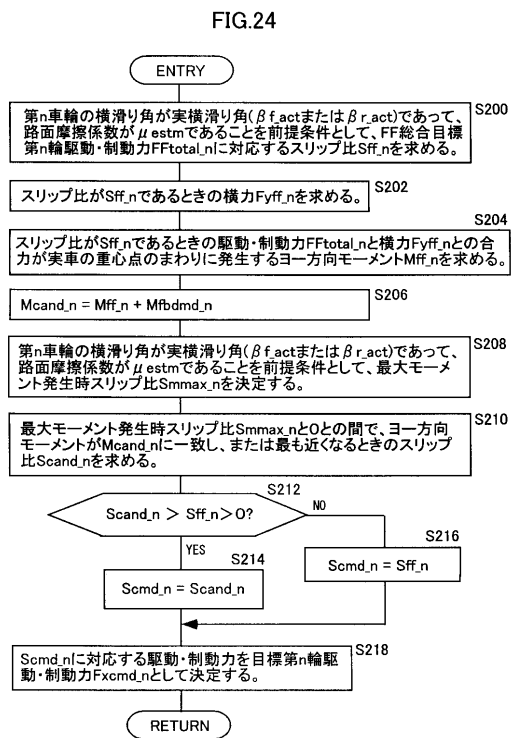 FIG.24
ENTRY
S200
第n車輪の横滑り角が実横滑り角(βf_actまたはβr_act)であって、
路面摩擦係数がμestmであることを前提条件として、FF総合目標
第n輪駆動・制動力FFtotal_nに対応するスリップ比Sff_nを求める。
S202
スリップ比がSff_nであるときの横力Fyff_nを求める。
S204
スリップ比がSff_nであるときの駆動・制動力FFtotal_nと横力Fyff_nとの合
力が実車の重心点のまわりに発生するヨー方向モーメントMff_nを求める。
S206
Mcand_n = Mff_n + Mfbdmd_n
S208
第n車輪の横滑り角が実横滑り角(βf_actまたはβr_act)であって、
路面摩擦係数がμestmであることを前提条件として、最大モーメ
ント発生時スリップ比Smmax_nを決定する。
S210
最大モーメント発生時スリップ比Smmax_nと0との間で、ヨー方向
モーメントがMcand_nに一致し、または最も近くなるときのスリップ
比Scand_nを求める。
S212
Scand_n > Sff_n>0?
NO
YES
S214
S216
Scmd_n = Scand_n
Scmd_n = Sff_n
S218
Scmd_nに対応する駆動・制動力を目標第n輪駆
動・制動力Fxcmd_nとして決定する。
RETURN